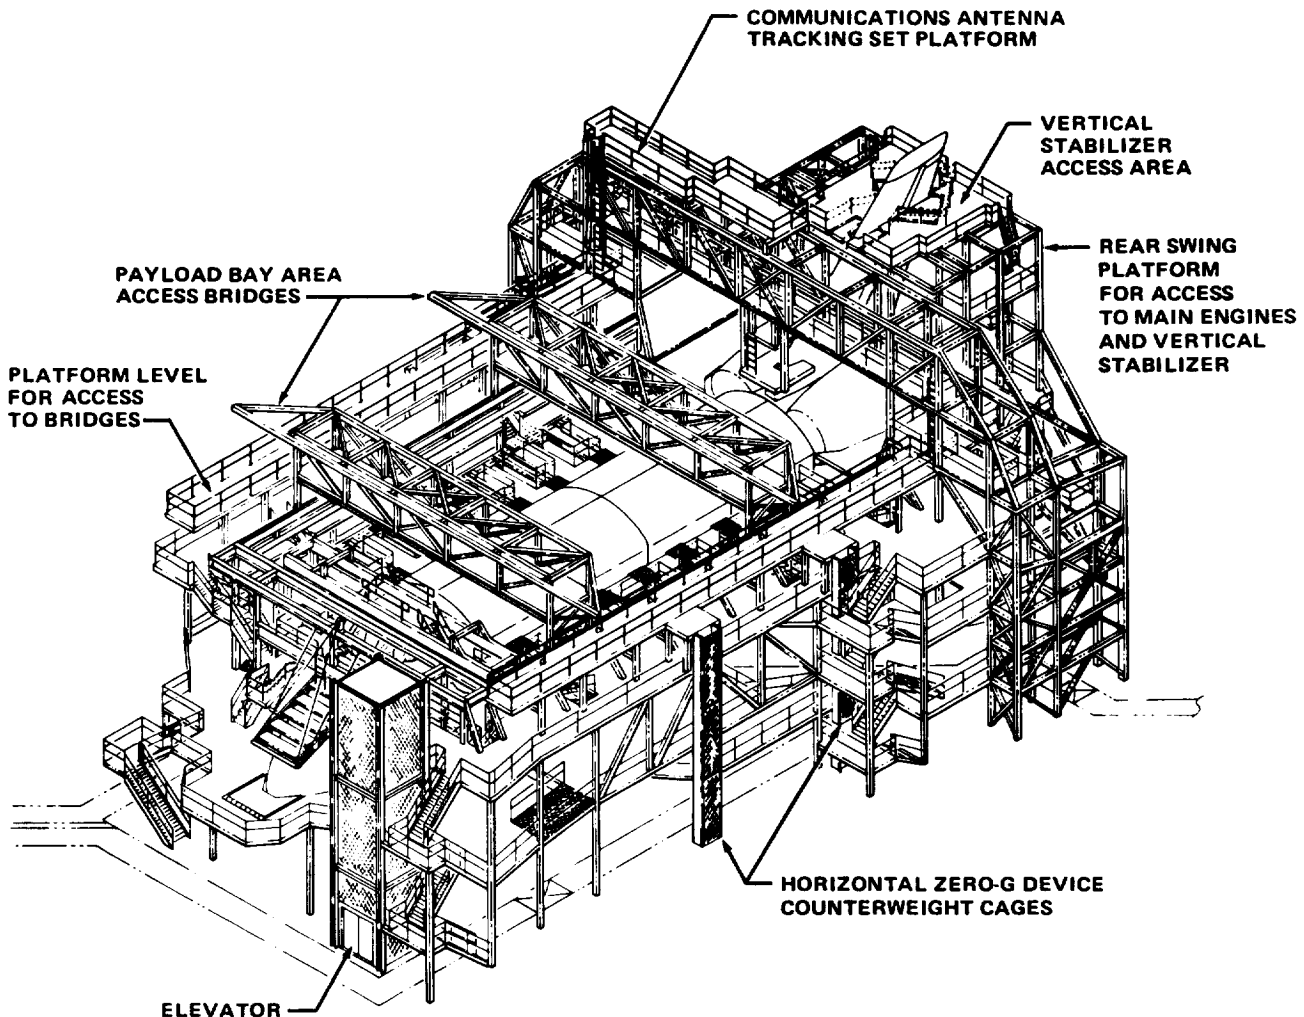 COMMUNICATIONS ANTENNA
TRACKING SET PLATFORM
VERTICAL
STABILIZER
ACCESS AREA
REAR SWING
PLATFORM
FOR ACCESS
TO MAIN ENGINES
AND VERTICAL
STABILIZER
PAYLOAD BAY AREA
ACCESS BRIDGES
PLATFORM LEVEL
FOR ACCESS
TO BRIDGES
HORIZONTAL ZERO-G DEVICE
COUNTERWEIGHT CAGES
ELEVATOR